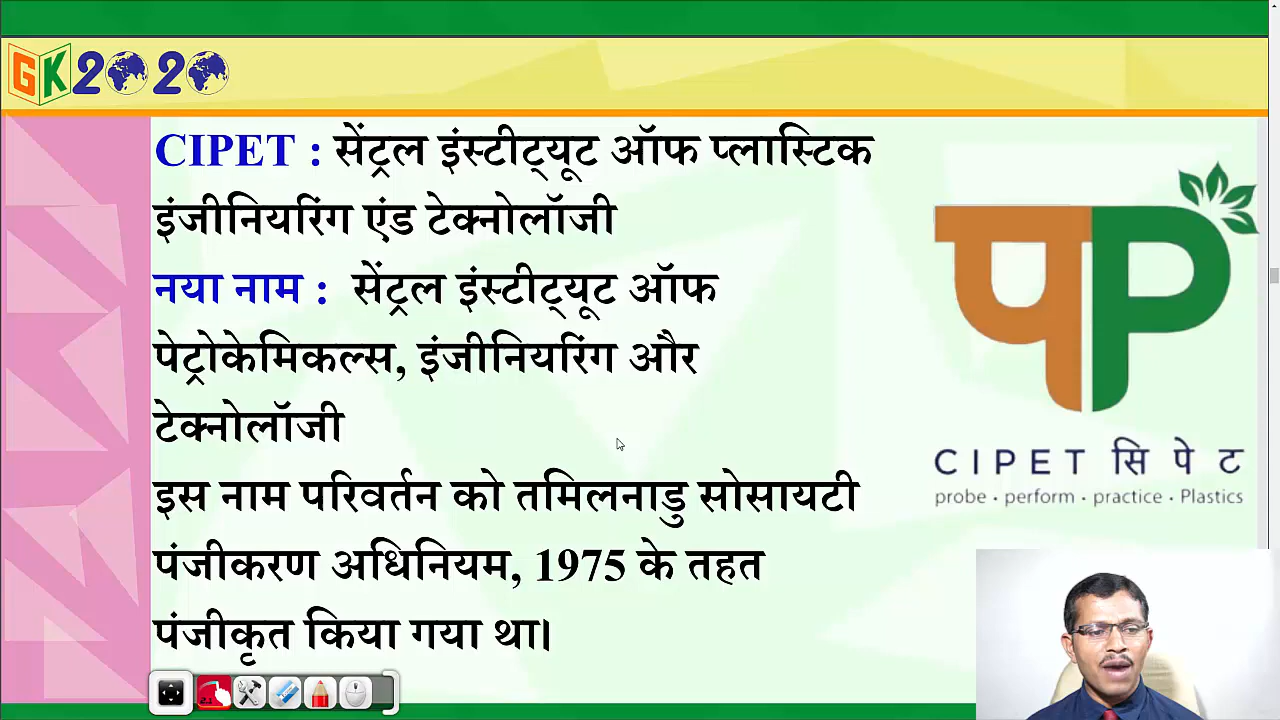 GK2020
CIPET : सेंट्रल इंस्टीट्यूट ऑफ प्लास्टिक
इंजीनियरिंग एंड टेक्नोलॉजी
नया नाम : सेंट्रल इंस्टीट्यूट ऑफ
पेट्रोकेमिकल्स, इंजीनियरिंग और
टेक्नोलॉजी
इस नाम परिवर्तन को तमिलनाडु सोसायटी
पंजीकरण अधिनियम, 1975 के तहत
पंजीकृत किया गया था।
पP
CIPET सिपेट
probe · perform · practice · Plastics